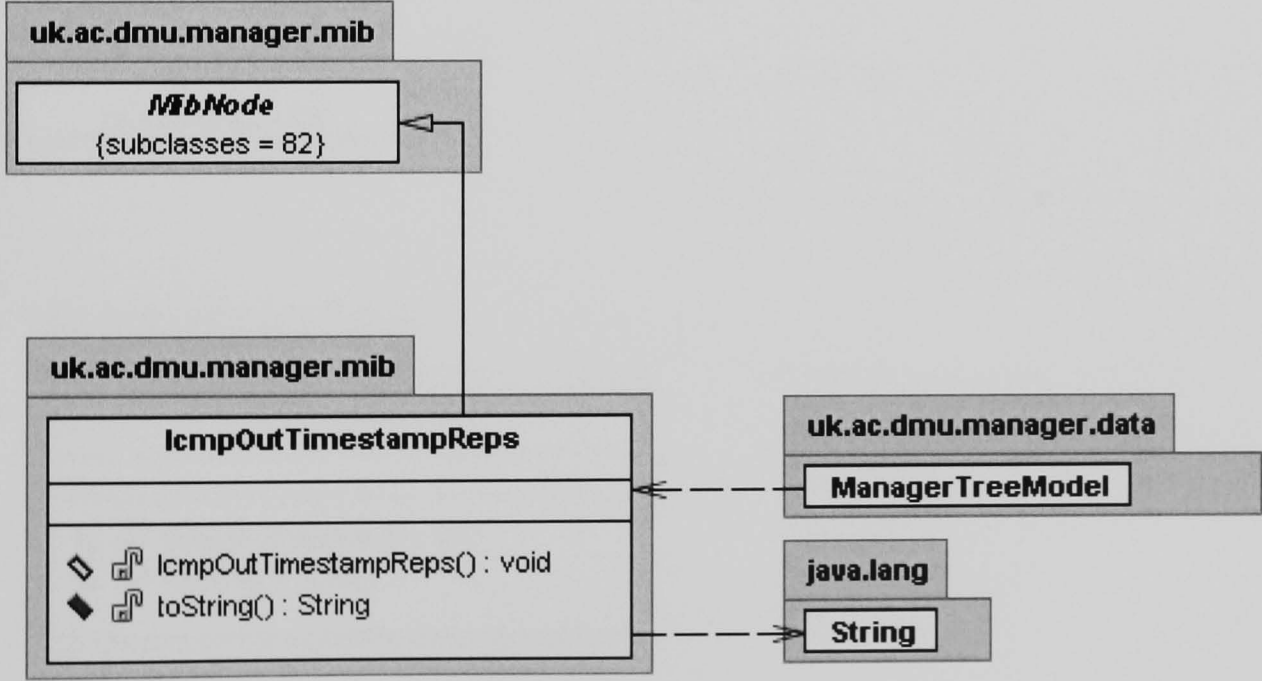 uk.ac.dmu.manager.mib
MibNode
{subclasses = 82}
uk.ac.dmu.manager.mib
IcmpOutTimestampReps
IcmpOutTimestampReps() : void
toString() : String
uk.ac.dmu.manager.data
ManagerTreeModel
java.lang
String